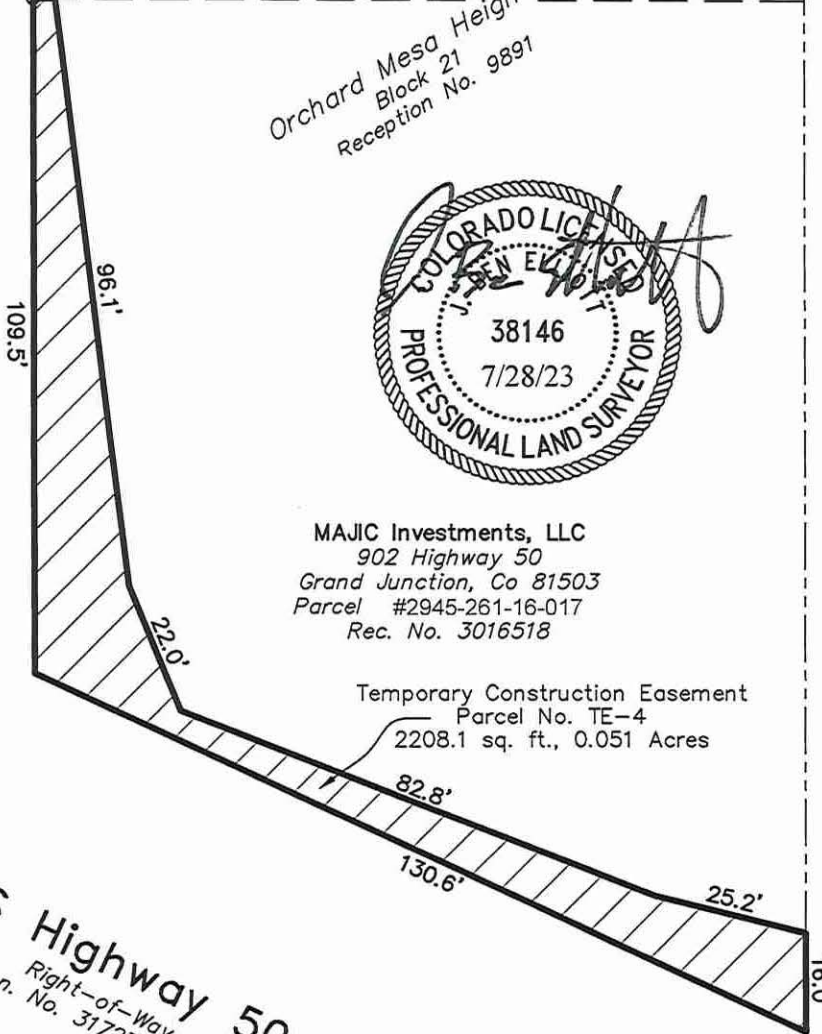 Orchard Mesa
Block 21
Reception No. 9891
COLORADO LICENSED
J. BEN ELLIOTT
38146
7/28/23
PROFESSIONAL LAND SURVEYOR
109.5'
96.1'
22.0'
MAJIC Investments, LLC
902 Highway 50
Grand Junction, Co 81503
Parcel #2945-261-16-017
Rec. No. 3016518
Temporary Construction Easement
Parcel No. TE-4
2208.1 sq. ft., 0.051 Acres
82.8'
130.6'
25.2'
Highway 50
Right-of-Way
No.